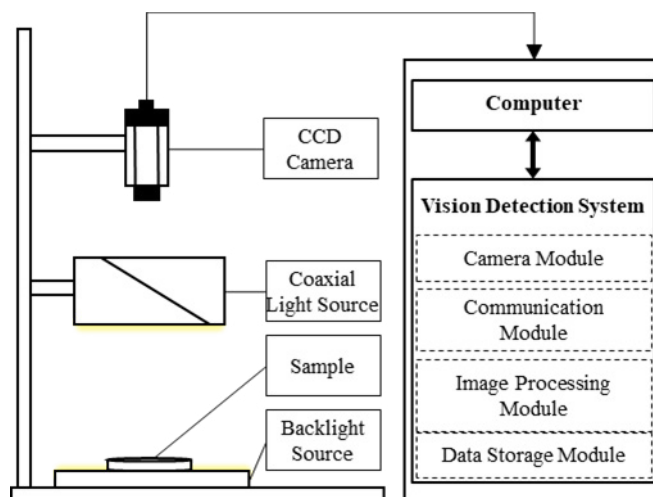 CCD
Camera
Coaxial
Light Source
Sample
Backlight
Source
Computer
Vision Detection System
Camera Module
Communication
Module
Image Processing
Module
Data Storage Module